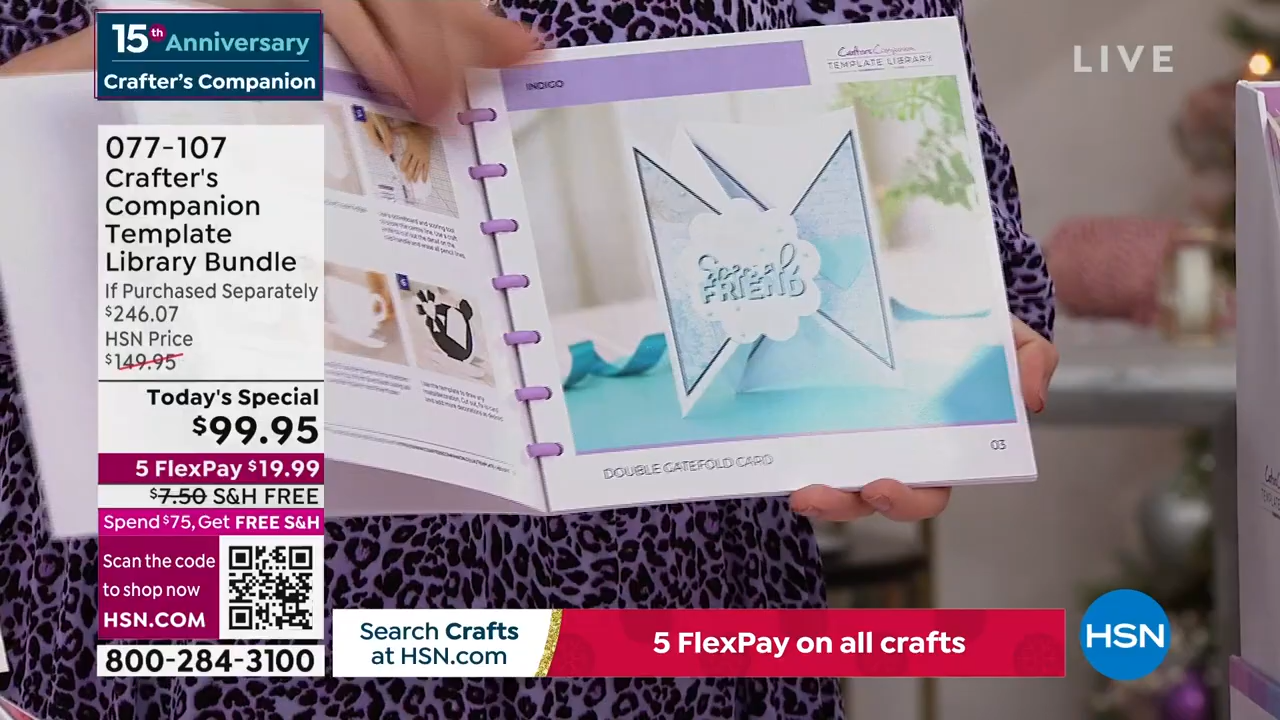 15th Anniversary
Crafter's Companion
077-107
Crafter's
Companion
Template
Library Bundle
If Purchased Separately
$246.07
HSN Price
$149.95
Today's Special
$99.95
5 FlexPay $19.99
$7.50 S&H FREE
Spend $75, Get FREE S&H
Scan the code
to shop now
HSN.COM
800-284-3100
INDIGO
Crafter's Companion
TEMPLATE LIBRARY
Special
FRIEND
DOUBLE GATEFOLD CARD
03
LIVE
Search Crafts
at HSN.com
5 FlexPay on all crafts
HSN